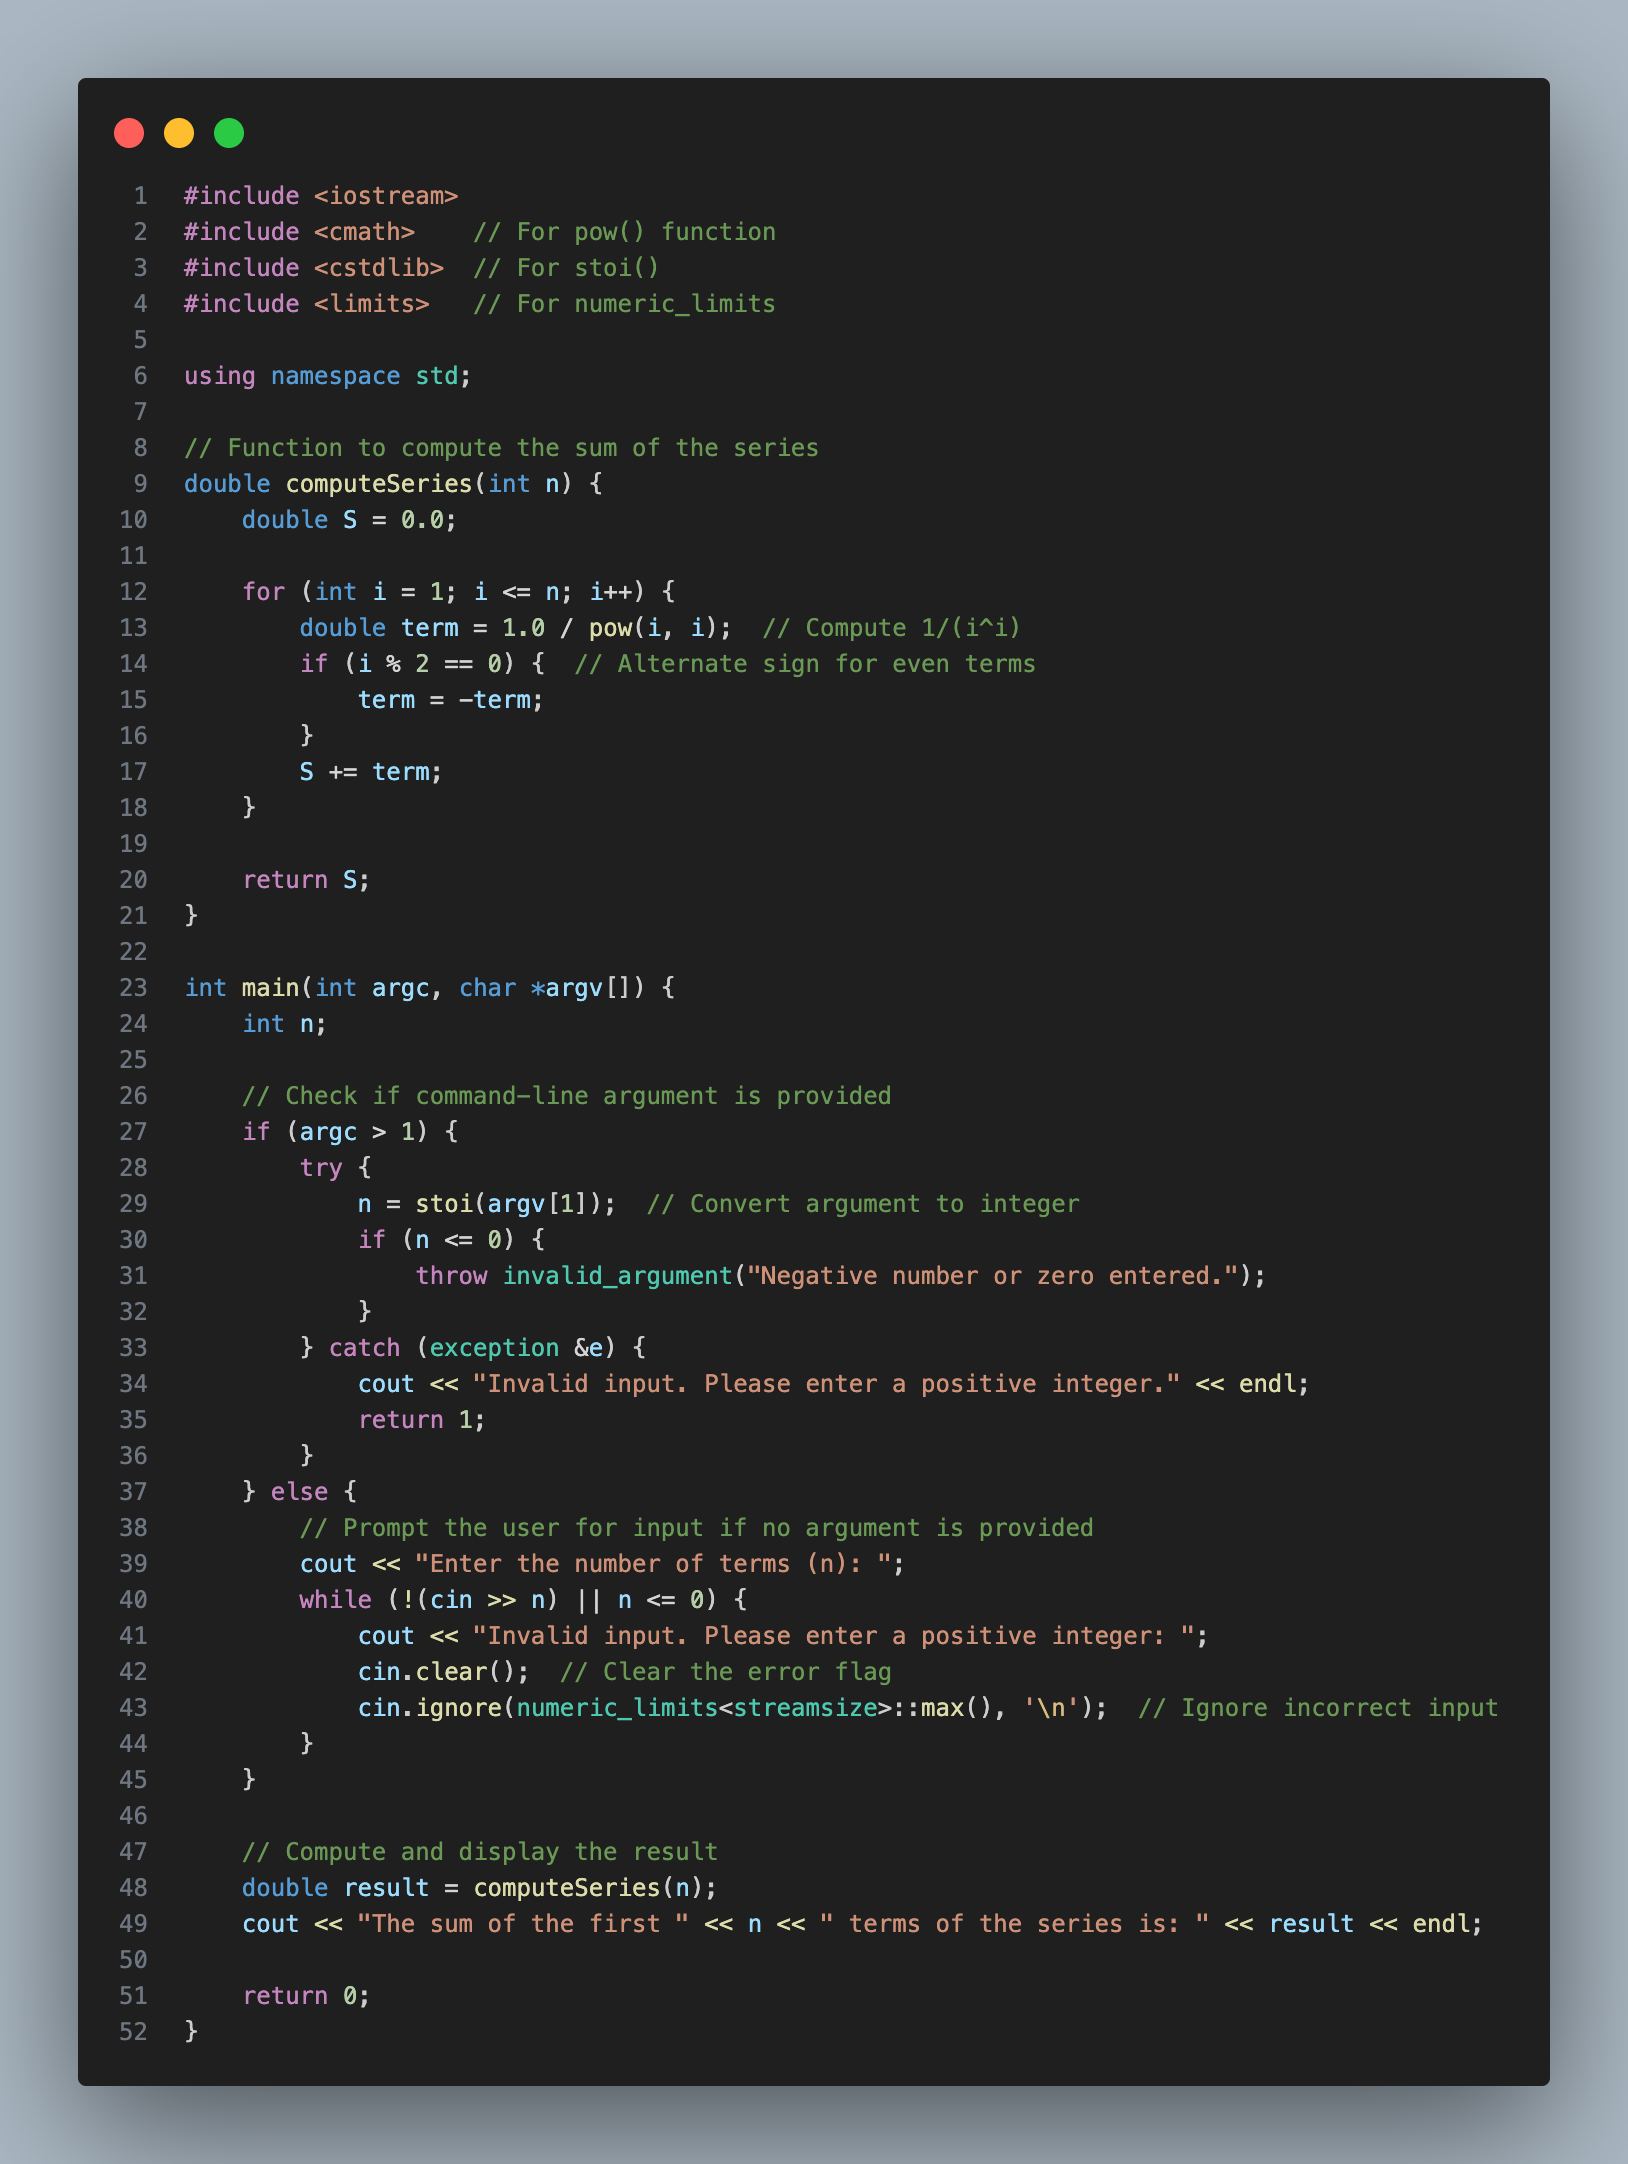 1 #include <iostream>
2 #include <cmath>    // For pow() function
3 #include <cstdlib>  // For stoi()
4 #include <limits>   // For numeric_limits
5
6 using namespace std;
7
8 // Function to compute the sum of the series
9 double computeSeries(int n) {
10     double S = 0.0;
11
12     for (int i = 1; i <= n; i++) {
13         double term = 1.0 / pow(i, i);  // Compute 1/(i^i)
14         if (i % 2 == 0) {  // Alternate sign for even terms
15             term = -term;
16         }
17         S += term;
18     }
19
20     return S;
21 }
22
23 int main(int argc, char *argv[]) {
24     int n;
25
26     // Check if command-line argument is provided
27     if (argc > 1) {
28         try {
29             n = stoi(argv[1]);  // Convert argument to integer
30             if (n <= 0) {
31                 throw invalid_argument("Negative number or zero entered.");
32             }
33         } catch (exception &e) {
34             cout << "Invalid input. Please enter a positive integer." << endl;
35             return 1;
36         }
37     } else {
38         // Prompt the user for input if no argument is provided
39         cout << "Enter the number of terms (n): ";
40         while (!(cin >> n) || n <= 0) {
41             cout << "Invalid input. Please enter a positive integer: ";
42             cin.clear();  // Clear the error flag
43             cin.ignore(numeric_limits<streamsize>::max(), '\n');  // Ignore incorrect input
44         }
45     }
46
47     // Compute and display the result
48     double result = computeSeries(n);
49     cout << "The sum of the first " << n << " terms of the series is: " << result << endl;
50
51     return 0;
52 }